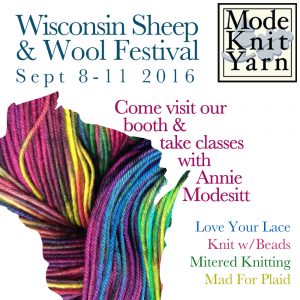 Wisconsin Sheep
& Wool Festival
Sept 8-11 2016
Mode
Knit
Yarn
Come visit our
booth &
take classes
with
Annie
Modesitt
Love Your Lace
Knit w/Beads
Mitered Knitting
Mad For Plaid